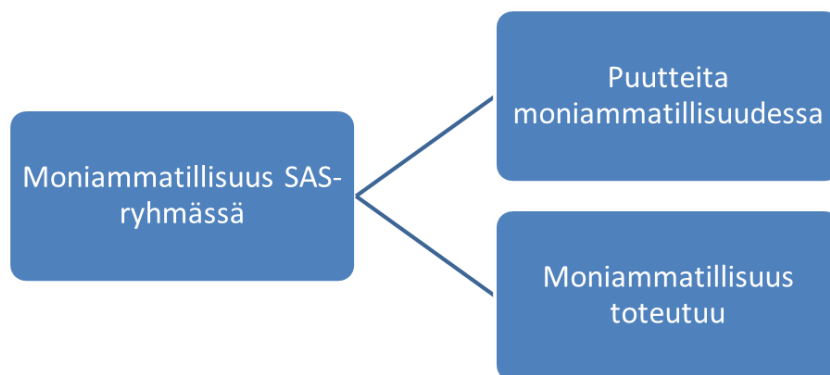 Moniammatillisuus SAS-
ryhmässä
Puutteita
moniammatillisuudessa
Moniammatillisuus
toteutuu